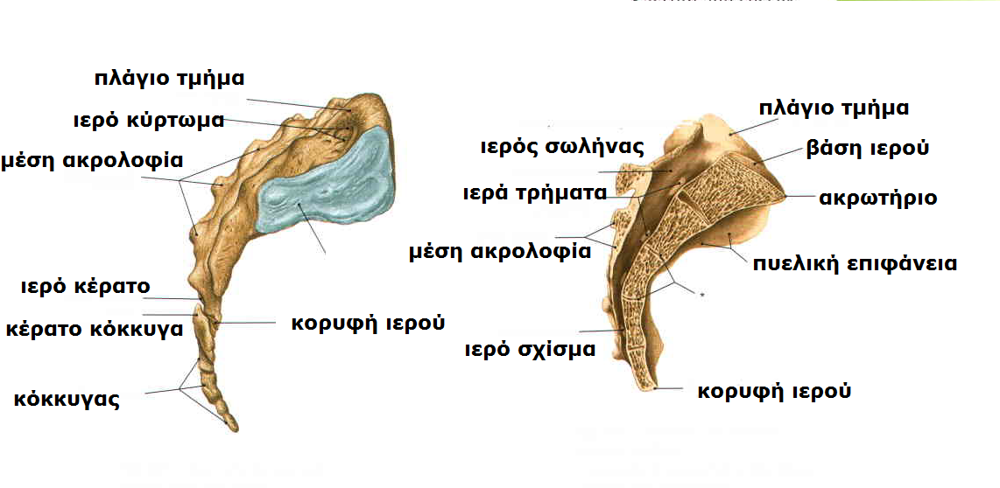 πλάγιο τμήμα
ιερό κύρτωμα
μέση ακρολοφία
ιερό κέρατο
κέρατο κόκκυγα
κορυφή ιερού
κόκκυγας
πλάγιο τμήμα
ιερός σωλήνας
βάση ιερού
ιερά τρήματα
ακρωτήριο
μέση ακρολοφία
πυελική επιφάνεια
*
ιερό σχίσμα
κορυφή ιερού